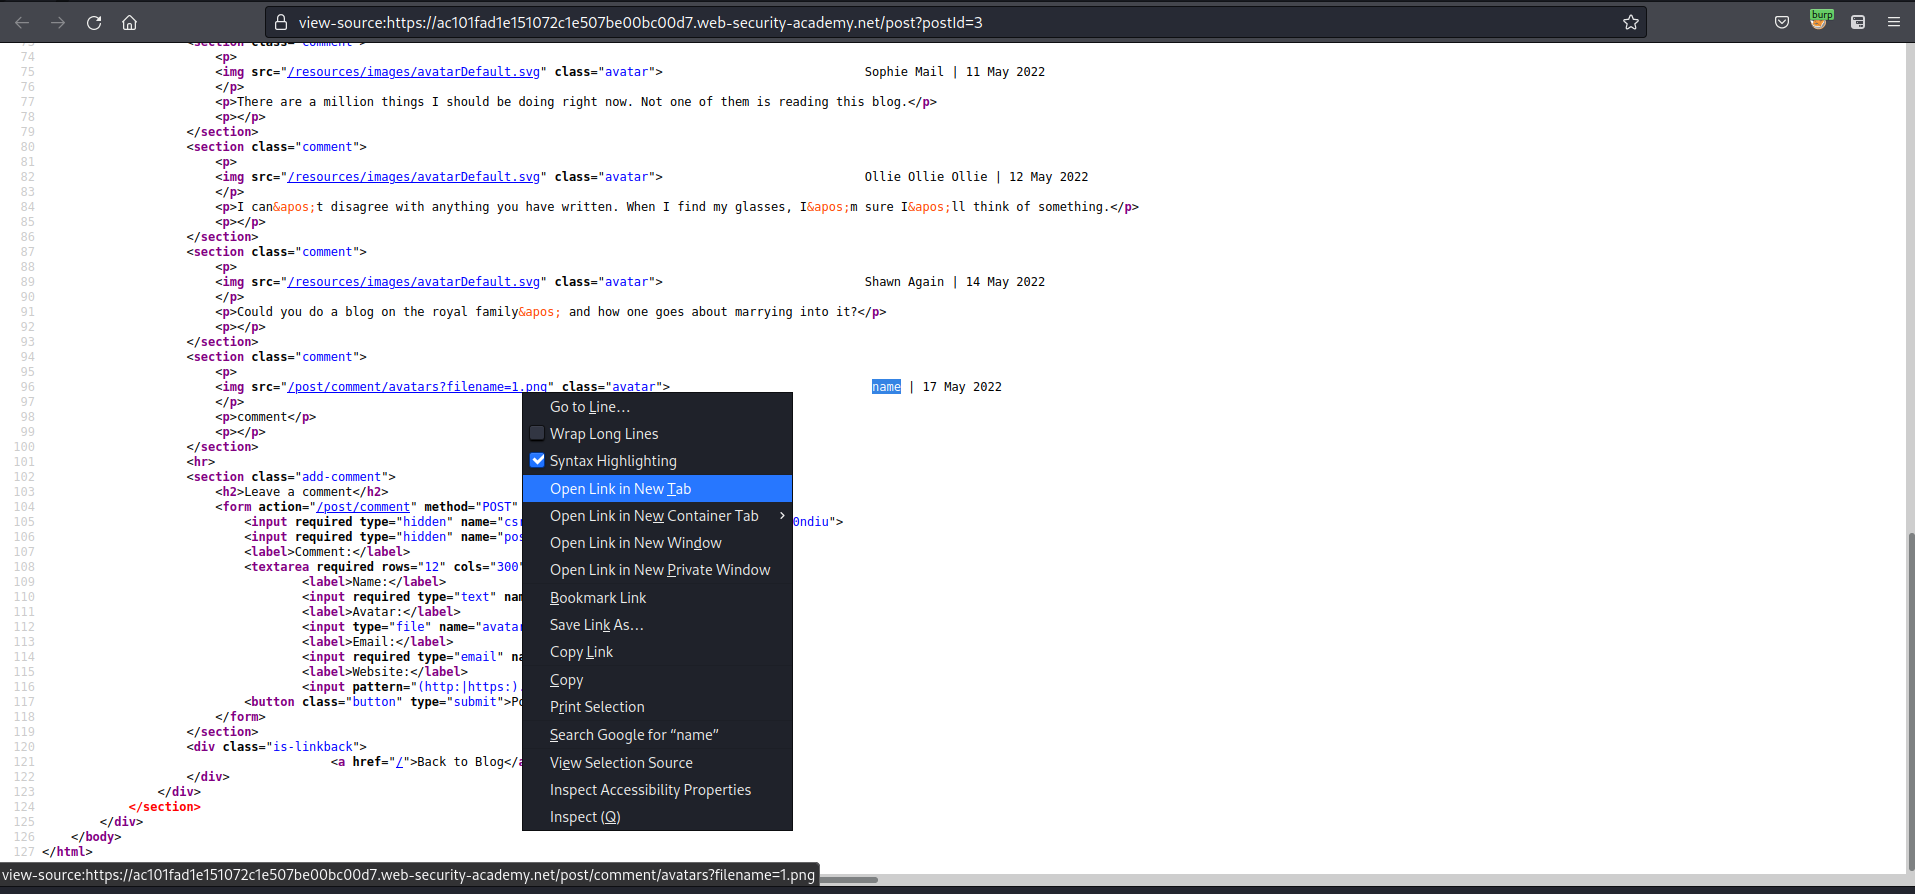 view-source:https://ac101fad1e151072c1e507be00bc00d7.web-security-academy.net/post?postId=3
burp
73 <section class="comment">
74 <p>
75 <img src="/resources/images/avatarDefault.svg" class="avatar"> Sophie Mail | 11 May 2022
76 </p>
77 <p>There are a million things I should be doing right now. Not one of them is reading this blog.</p>
78 <p></p>
79 </section>
80 <section class="comment">
81 <p>
82 <img src="/resources/images/avatarDefault.svg" class="avatar"> Ollie Ollie Ollie | 12 May 2022
83 </p>
84 <p>I can&apos;t disagree with anything you have written. When I find my glasses, I&apos;m sure I&apos;ll think of something.</p>
85 <p></p>
86 </section>
87 <section class="comment">
88 <p>
89 <img src="/resources/images/avatarDefault.svg" class="avatar"> Shawn Again | 14 May 2022
90 </p>
91 <p>Could you do a blog on the royal family&apos; and how one goes about marrying into it?</p>
92 <p></p>
93 </section>
94 <section class="comment">
95 <p>
96 <img src="/post/comment/avatars?filename=1.png" class="avatar"> name | 17 May 2022
97 </p>
98 <p>comment</p>
99 <p></p>
100 </section>
101 <hr>
102 <section class="add-comment">
103 <h2>Leave a comment</h2>
104 <form action="/post/comment" method="POST"
105 <input required type="hidden" name="csr 0ndiu">
106 <input required type="hidden" name="pos
107 <label>Comment:</label>
108 <textarea required rows="12" cols="300"
109 <label>Name:</label>
110 <input required type="text" nam
111 <label>Avatar:</label>
112 <input type="file" name="avatar
113 <label>Email:</label>
114 <input required type="email" na
115 <label>Website:</label>
116 <input pattern="(http:|https:).
117 <button class="button" type="submit">Po
118 </form>
119 </section>
120 <div class="is-linkback">
121 <a href="/">Back to Blog</a
122 </div>
123 </div>
124 </section>
125 </div>
126 </body>
127 </html>
Go to Line…
Wrap Long Lines
Syntax Highlighting
Open Link in New Tab
Open Link in New Container Tab
Open Link in New Window
Open Link in New Private Window
Bookmark Link
Save Link As…
Copy Link
Copy
Print Selection
Search Google for “name”
View Selection Source
Inspect Accessibility Properties
Inspect (Q)
view-source:https://ac101fad1e151072c1e507be00bc00d7.web-security-academy.net/post/comment/avatars?filename=1.png